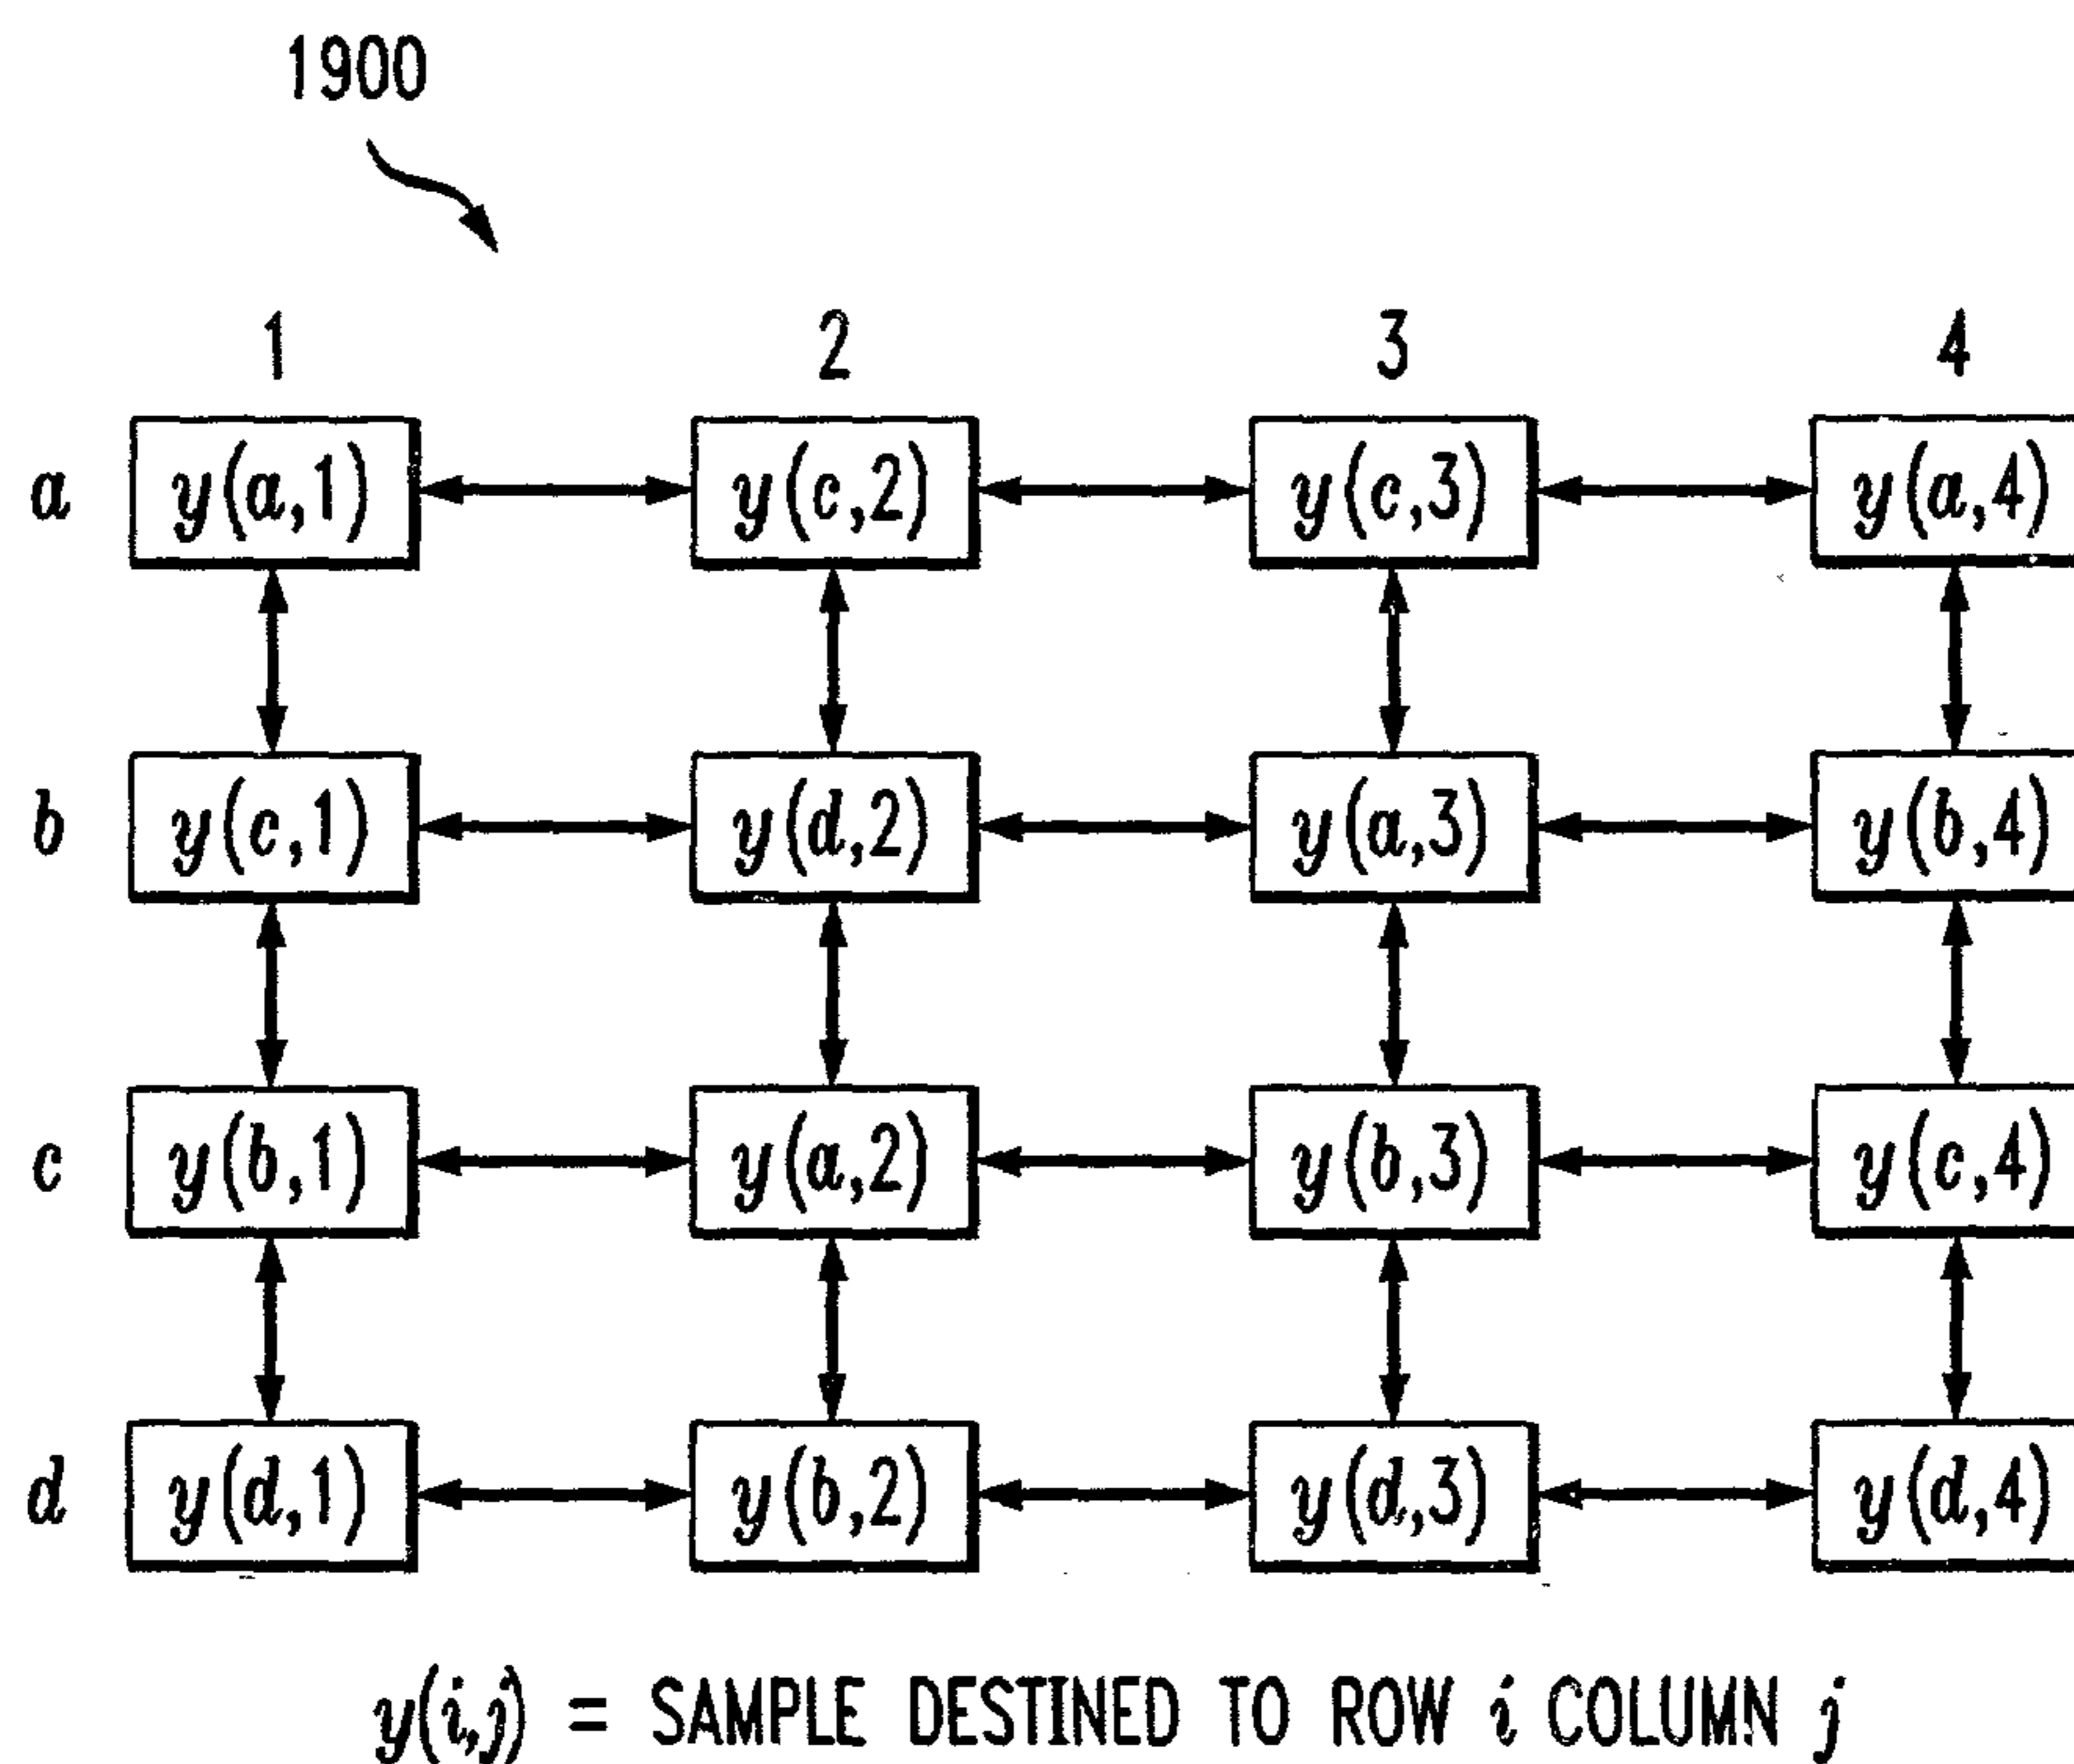 1900
1 2 3 4
a y(a,1) y(c,2) y(c,3) y(a,4)
b y(c,1) y(d,2) y(a,3) y(b,4)
c y(b,1) y(a,2) y(b,3) y(c,4)
d y(d,1) y(b,2) y(d,3) y(d,4)
y(i,j) = SAMPLE DESTINED TO ROW i COLUMN j